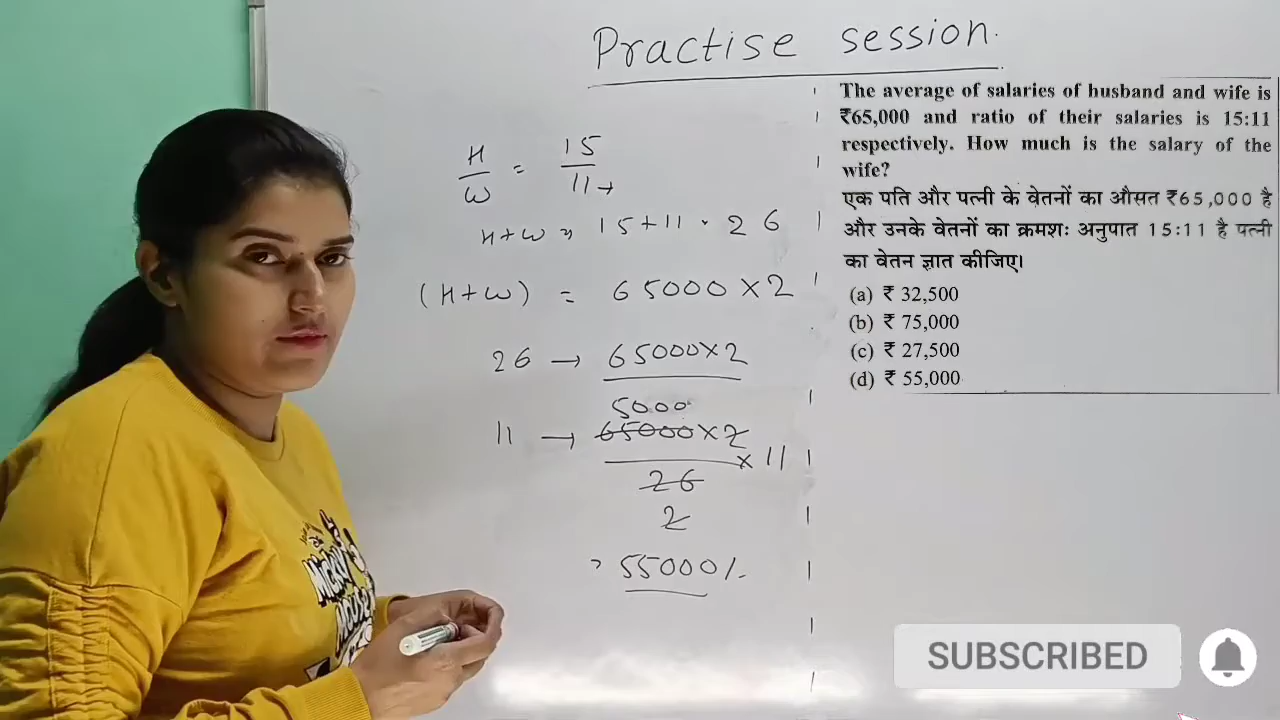 Practise session.
H/W = 15/11
H+W = 15+11 = 26
(H+W) = 65000 × 2
26 → 65000×2
5000
11 → 65000×2 × 11
26
2
= 55000/-
The average of salaries of husband and wife is
₹65,000 and ratio of their salaries is 15:11
respectively. How much is the salary of the
wife?
एक पति और पत्नी के वेतनों का औसत ₹65,000 है
और उनके वेतनों का क्रमशः अनुपात 15:11 है पत्नी
का वेतन ज्ञात कीजिए।
(a) ₹ 32,500
(b) ₹ 75,000
(c) ₹ 27,500
(d) ₹ 55,000
MICKEY
MOUSE
SUBSCRIBED